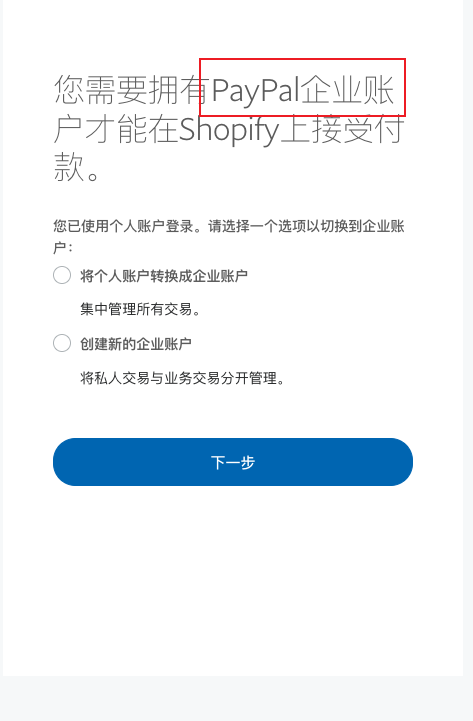 您需要拥有PayPal企业账
户才能在Shopify上接受付
款。
您已使用个人账户登录。请选择一个选项以切换到企业账
户：
将个人账户转换成企业账户
集中管理所有交易。
创建新的企业账户
将私人交易与业务交易分开管理。
下一步